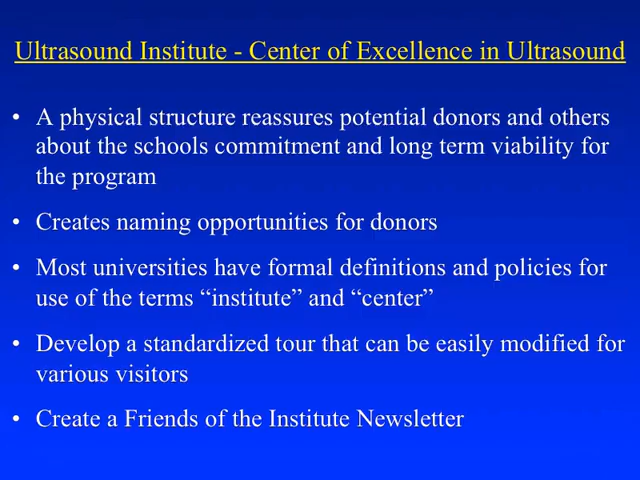 Ultrasound Institute - Center of Excellence in Ultrasound
• A physical structure reassures potential donors and others
about the schools commitment and long term viability for
the program
• Creates naming opportunities for donors
• Most universities have formal definitions and policies for
use of the terms “institute” and “center”
• Develop a standardized tour that can be easily modified for
various visitors
• Create a Friends of the Institute Newsletter